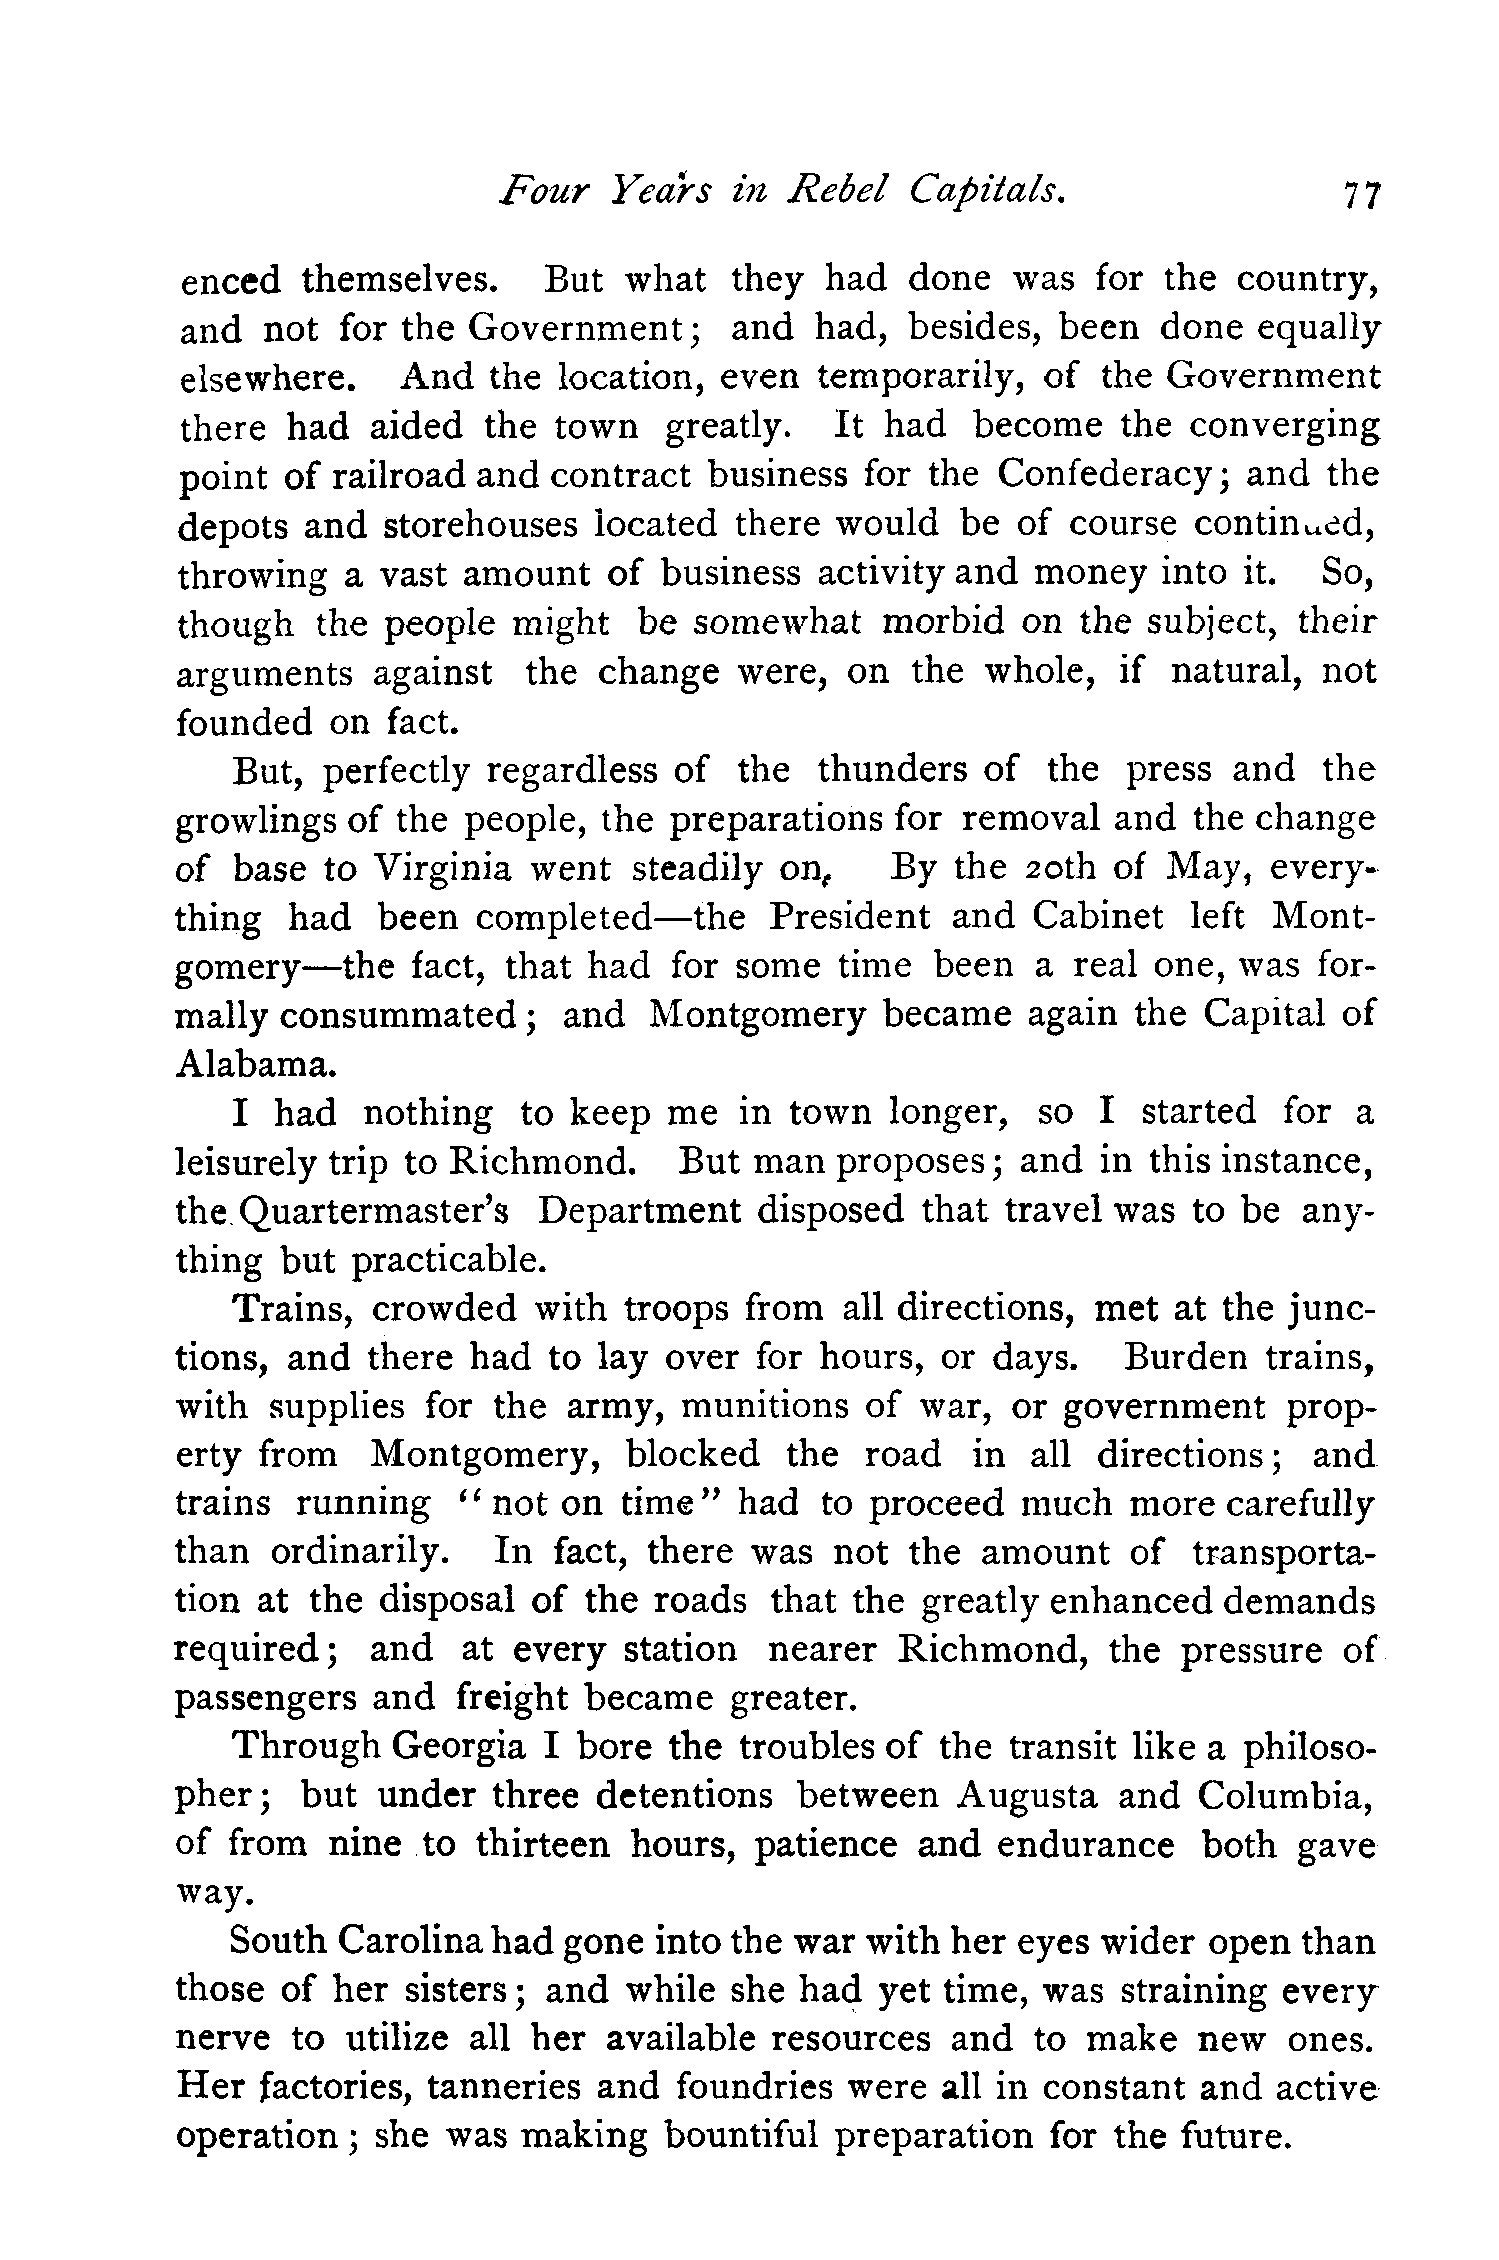 Four Years in Rebel Capitals. 77
enced themselves. But what they had done was for the country,
and not for the Government; and had, besides, been done equally
elsewhere. And the location, even temporarily, of the Government
there had aided the town greatly. It had become the converging
point of railroad and contract business for the Confederacy; and the
depots and storehouses located there would be of course continued,
throwing a vast amount of business activity and money into it. So,
though the people might be somewhat morbid on the subject, their
arguments against the change were, on the whole, if natural, not
founded on fact.
But, perfectly regardless of the thunders of the press and the
growlings of the people, the preparations for removal and the change
of base to Virginia went steadily on, By the 20th of May, every-
thing had been completed—the President and Cabinet left Mont-
gomery—the fact, that had for some time been a real one, was for-
mally consummated; and Montgomery became again the Capital of
Alabama.
I had nothing to keep me in town longer, so I started for a
leisurely trip to Richmond. But man proposes; and in this instance,
the Quartermaster's Department disposed that travel was to be any-
thing but practicable.
Trains, crowded with troops from all directions, met at the junc-
tions, and there had to lay over for hours, or days. Burden trains,
with supplies for the army, munitions of war, or government prop-
erty from Montgomery, blocked the road in all directions; and
trains running "not on time" had to proceed much more carefully
than ordinarily. In fact, there was not the amount of transporta-
tion at the disposal of the roads that the greatly enhanced demands
required; and at every station nearer Richmond, the pressure of
passengers and freight became greater.
Through Georgia I bore the troubles of the transit like a philoso-
pher; but under three detentions between Augusta and Columbia,
of from nine to thirteen hours, patience and endurance both gave
way.
South Carolina had gone into the war with her eyes wider open than
those of her sisters; and while she had yet time, was straining every
nerve to utilize all her available resources and to make new ones.
Her factories, tanneries and foundries were all in constant and active
operation; she was making bountiful preparation for the future.